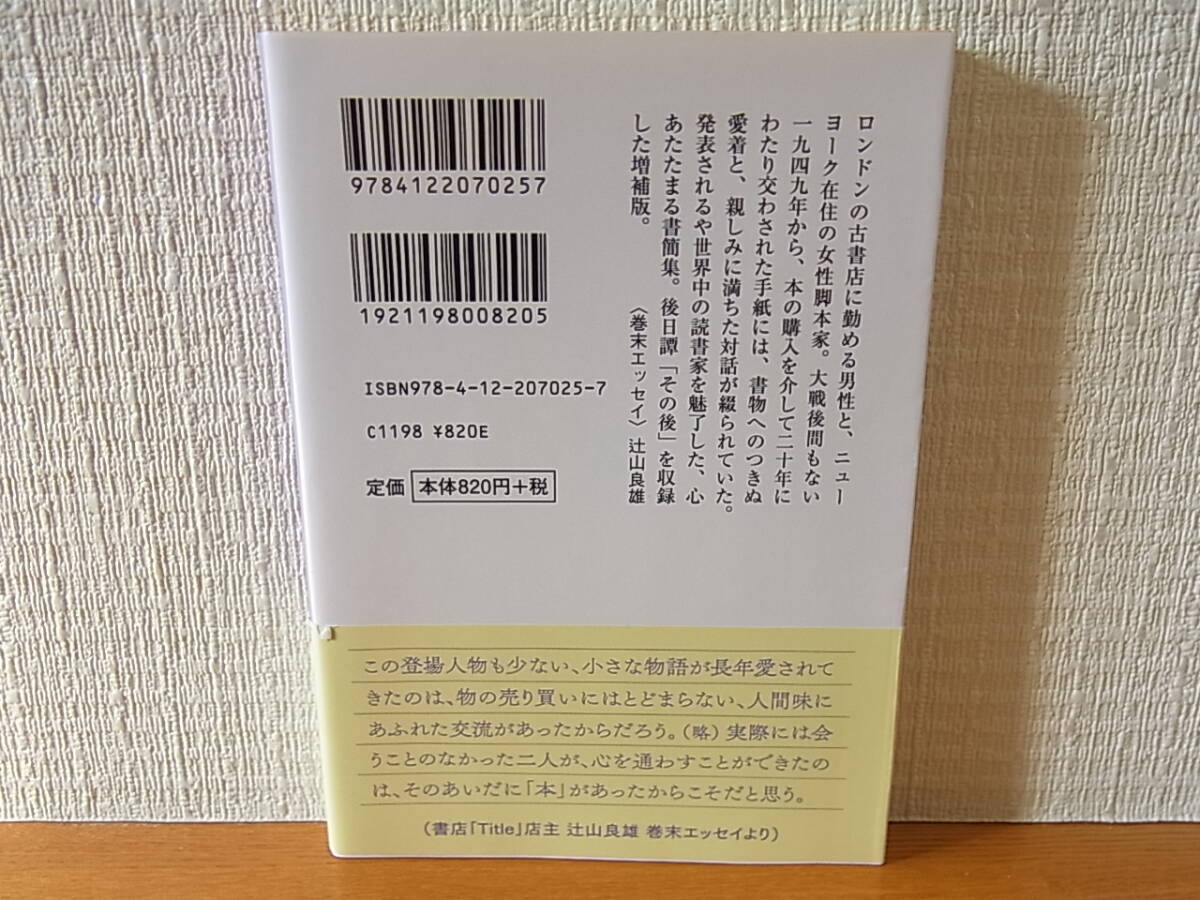 ロンドンの古書店に勤める男性と、ニュー
ヨーク在住の女性脚本家。大戦後間もない
一九四九年から、本の購入を介して二十年に
わたり交わされた手紙には、書物へのつきぬ
愛着と、親しみに満ちた対話が綴られていた。
発表されるや世界中の読書家を魅了した、心
あたたまる書簡集。後日譚「その後」を収録
した増補版。
〈巻末エッセイ〉辻山良雄
9784122070257
1921198008205
ISBN978-4-12-207025-7
C1198 ¥820E
定価 本体820円+税
この登場人物も少ない、小さな物語が長年愛されて
きたのは、物の売り買いにはとどまらない、人間味に
あふれた交流があったからだろう。(略)実際には会
うことのなかった二人が、心を通わすことができたの
は、そのあいだに「本」があったからこそだと思う。
(書店「Title」店主 辻山良雄 巻末エッセイより)